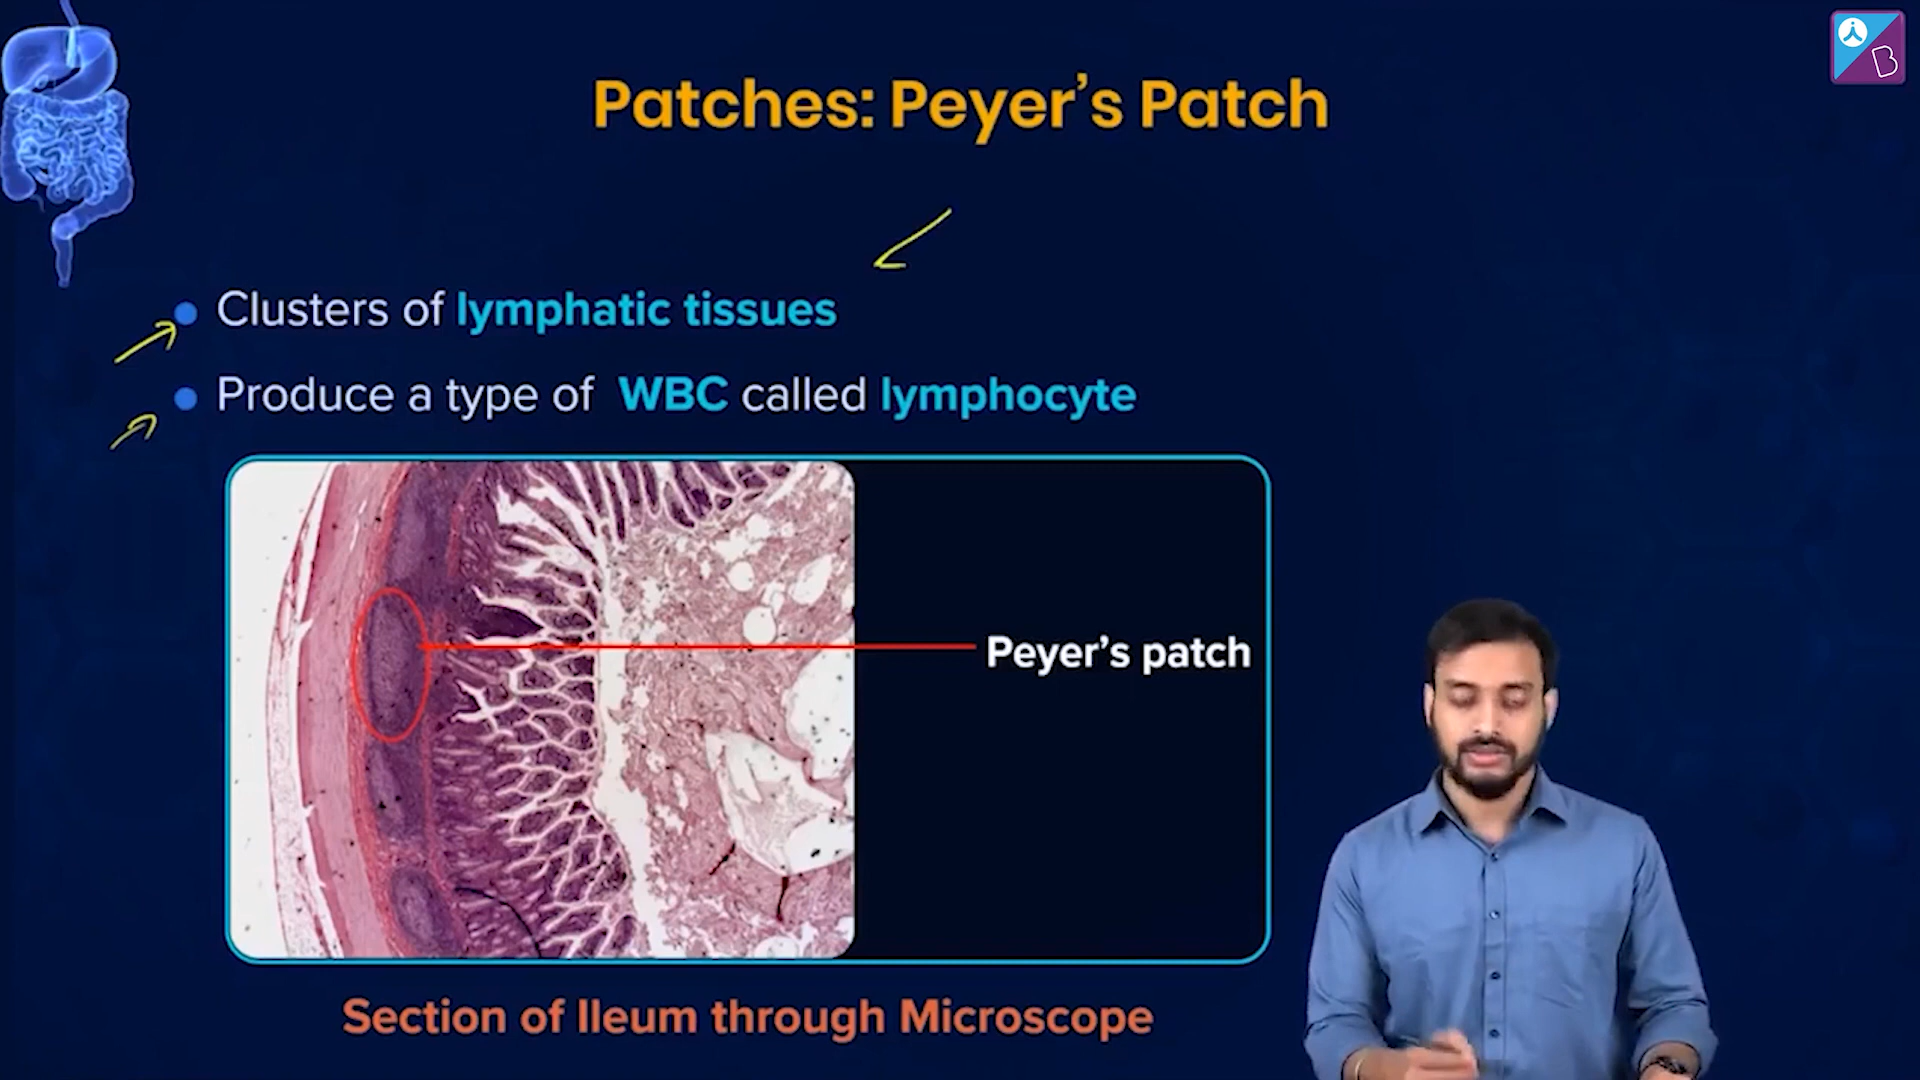 Patches: Peyer’s Patch
Clusters of lymphatic tissues
Produce a type of WBC called lymphocyte
Peyer’s patch
Section of Ileum through Microscope